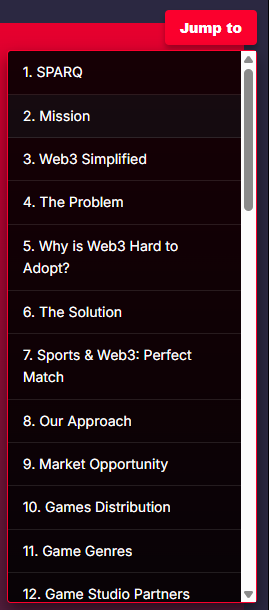 Jump to
1. SPARQ
2. Mission
3. Web3 Simplified
4. The Problem
5. Why is Web3 Hard to
Adopt?
6. The Solution
7. Sports & Web3: Perfect
Match
8. Our Approach
9. Market Opportunity
10. Games Distribution
11. Game Genres
12. Game Studio Partners